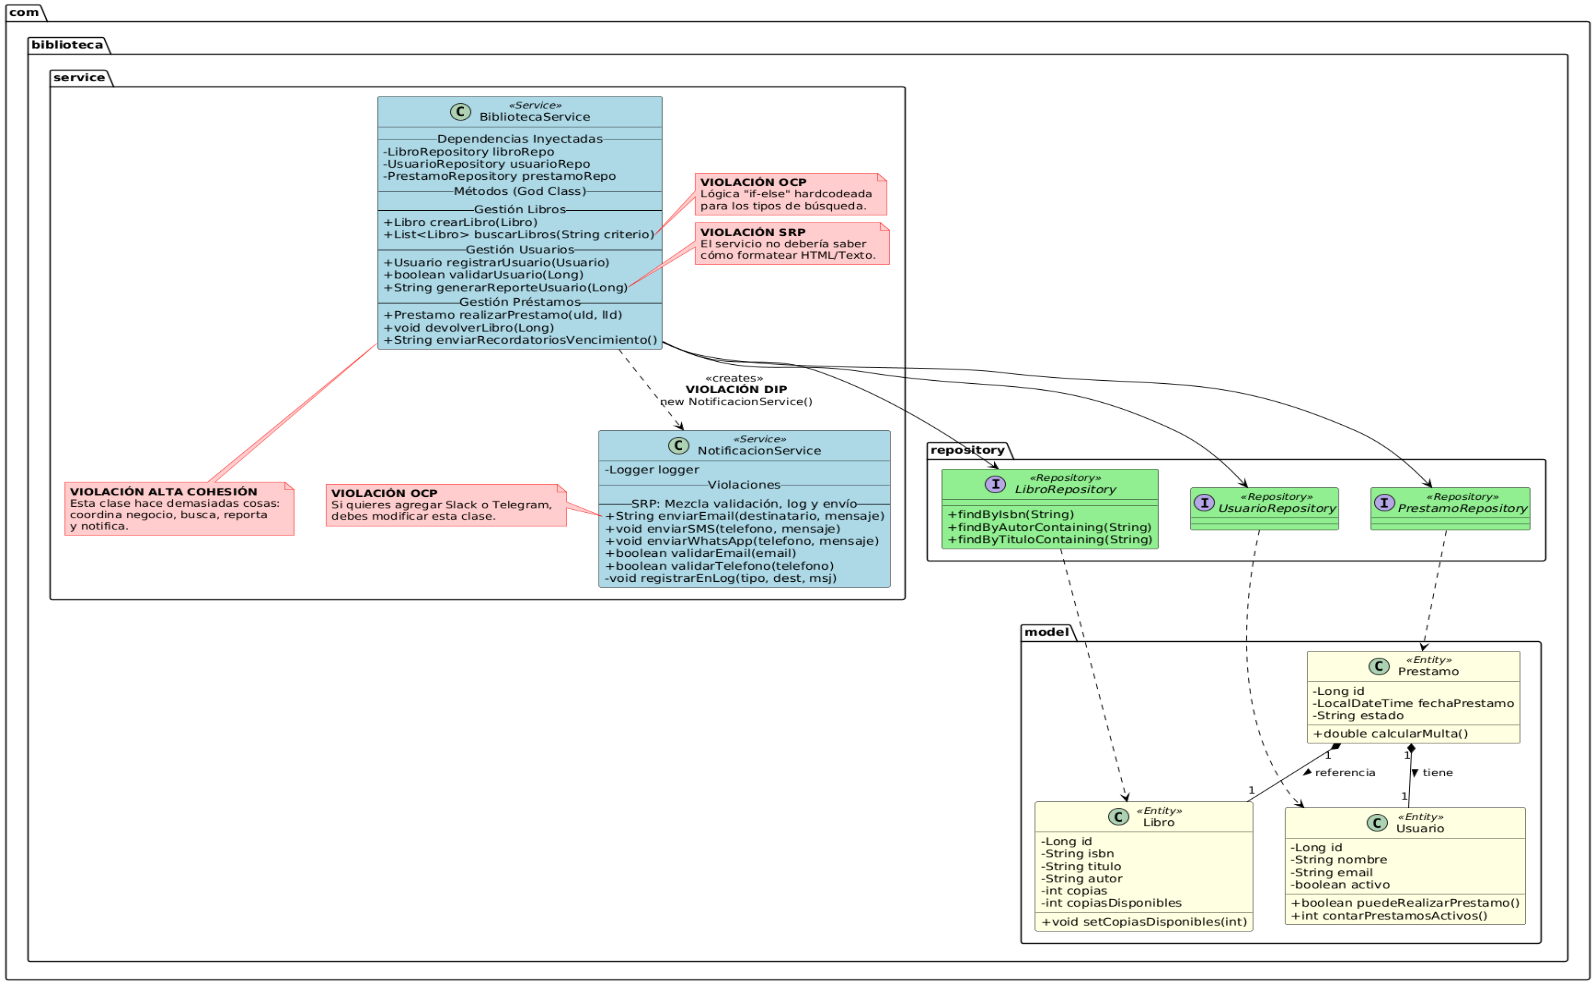 com
biblioteca
service
«Service»
C BibliotecaService
Dependencias Inyectadas
-LibroRepository libroRepo
-UsuarioRepository usuarioRepo
-PrestamoRepository prestamoRepo
Métodos (God Class)
Gestión Libros
+Libro crearLibro(Libro)
+List<Libro> buscarLibros(String criterio)
Gestión Usuarios
+Usuario registrarUsuario(Usuario)
+boolean validarUsuario(Long)
+String generarReporteUsuario(Long)
Gestión Préstamos
+Prestamo realizarPrestamo(uId, lId)
+void devolverLibro(Long)
+String enviarRecordatoriosVencimiento()
VIOLACIÓN OCP
Lógica "if-else" hardcodeada
para los tipos de búsqueda.
VIOLACIÓN SRP
El servicio no debería saber
cómo formatear HTML/Texto.
«creates»
VIOLACIÓN DIP
new NotificacionService()
VIOLACIÓN ALTA COHESIÓN
Esta clase hace demasiadas cosas:
coordina negocio, busca, reporta
y notifica.
VIOLACIÓN OCP
Si quieres agregar Slack o Telegram,
debes modificar esta clase.
«Service»
C NotificacionService
-Logger logger
Violaciones
SRP: Mezcla validación, log y envío
+String enviarEmail(destinatario, mensaje)
+void enviarSMS(telefono, mensaje)
+void enviarWhatsApp(telefono, mensaje)
+boolean validarEmail(email)
+boolean validarTelefono(telefono)
-void registrarEnLog(tipo, dest, msj)
repository
«Repository»
I LibroRepository
+findByIsbn(String)
+findByAutorContaining(String)
+findByTituloContaining(String)
«Repository»
I UsuarioRepository
«Repository»
I PrestamoRepository
model
«Entity»
C Prestamo
-Long id
-LocalDateTime fechaPrestamo
-String estado
+double calcularMulta()
1
1
referencia
tiene
1
1
«Entity»
C Libro
-Long id
-String isbn
-String titulo
-String autor
-int copias
-int copiasDisponibles
+void setCopiasDisponibles(int)
«Entity»
C Usuario
-Long id
-String nombre
-String email
-boolean activo
+boolean puedeRealizarPrestamo()
+int contarPrestamosActivos()